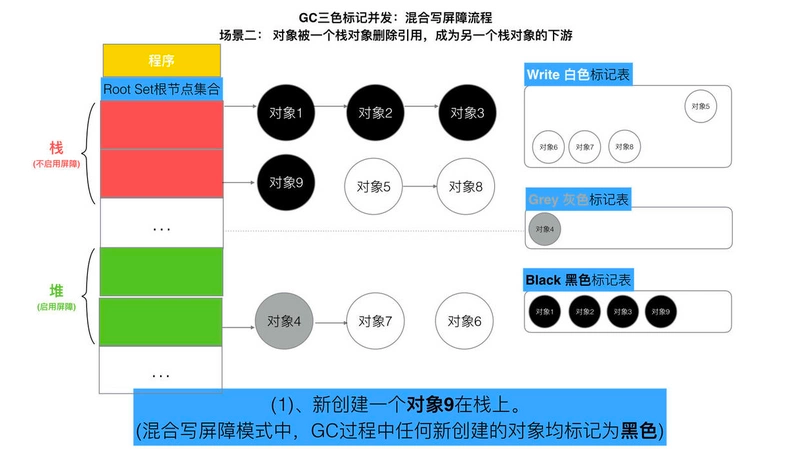 GC三色标记并发：混合写屏障流程
场景二： 对象被一个栈对象删除引用，成为另一个栈对象的下游
程序
Root Set根节点集合
栈
(不启用屏障)
...
堆
(启用屏障)
...
对象1
对象2
对象3
对象9
对象5
对象8
对象4
对象7
对象6
Write 白色标记表
对象5
对象6
对象7
对象8
Grey 灰色标记表
对象4
Black 黑色标记表
对象1
对象2
对象3
对象9
(1)、新创建一个对象9在栈上。
(混合写屏障模式中，GC过程中任何新创建的对象均标记为黑色)